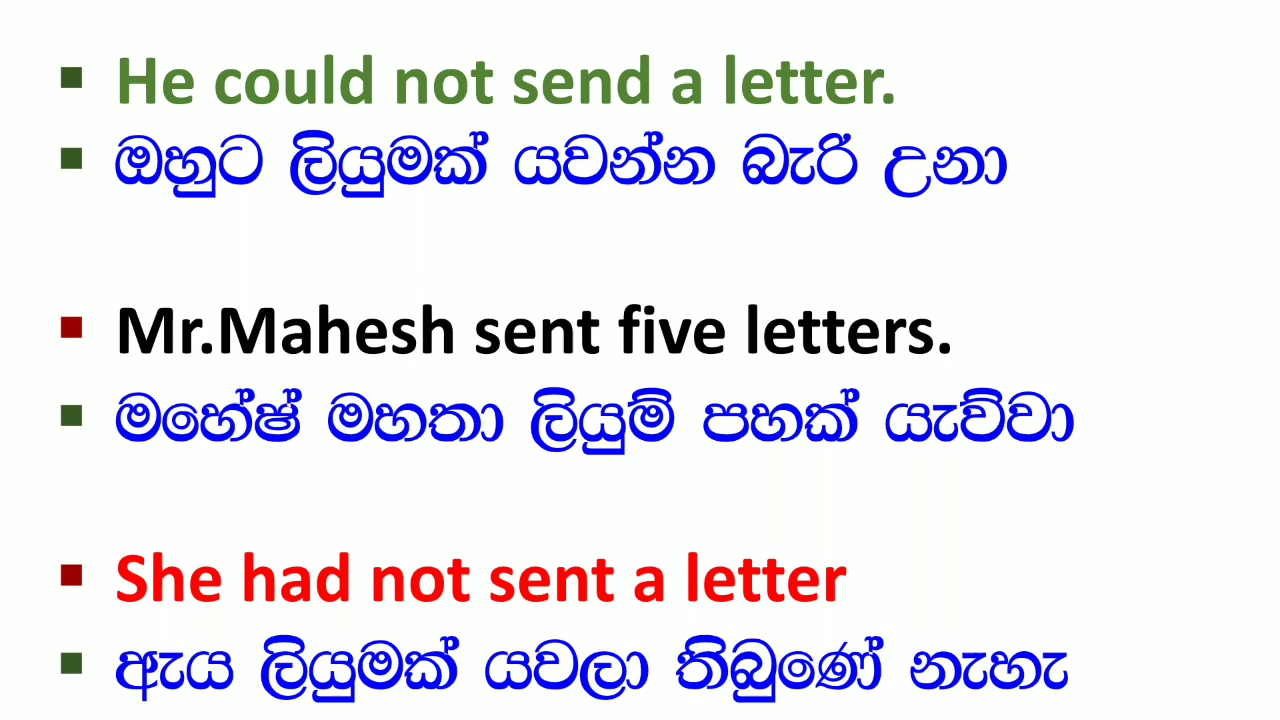 He could not send a letter.
ඔහුට ලියුමක් යවන්න බැරි උනා
Mr.Mahesh sent five letters.
මහේෂ් මහතා ලියුම් පහක් යැව්වා
She had not sent a letter
ඇය ලියුමක් යවලා තිබුණේ නැහැ